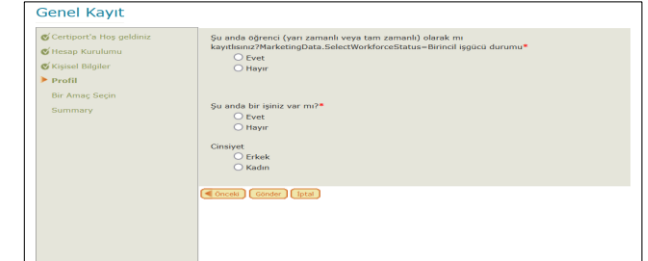 Genel Kayıt
Certiport'a Hoş geldiniz
Hesap Kurulumu
Kişisel Bilgiler
Profil
Bir Amaç Seçin
Summary
Şu anda öğrenci (yarı zamanlı veya tam zamanlı) olarak mı
kayıtlısınız?MarketingData.SelectWorkforceStatus=Birincil işgücü durumu*
Evet
Hayır
Şu anda bir işiniz var mı?*
Evet
Hayır
Cinsiyet
Erkek
Kadın
Önceki Gönder İptal